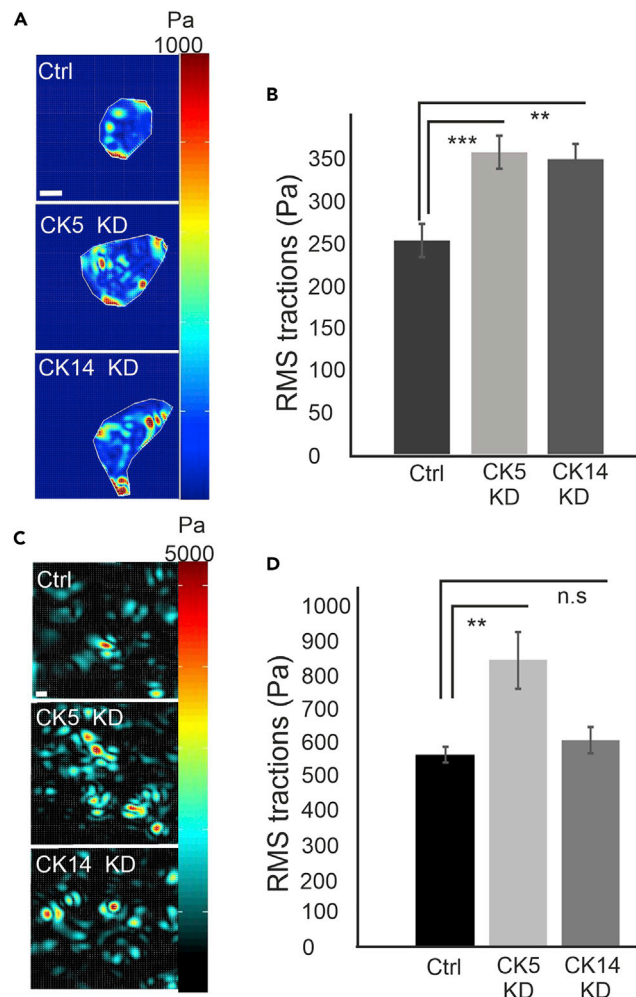 A
Pa
1000
Ctrl
CK5 KD
CK14 KD
B
**
***
RMS tractions (Pa)
350
300
250
200
150
100
50
0
Ctrl
CK5
KD
CK14
KD
C
Pa
5000
Ctrl
CK5 KD
CK14 KD
D
n.s
**
RMS tractions (Pa)
1000
900
800
700
600
500
400
300
200
100
0
Ctrl
CK5
KD
CK14
KD